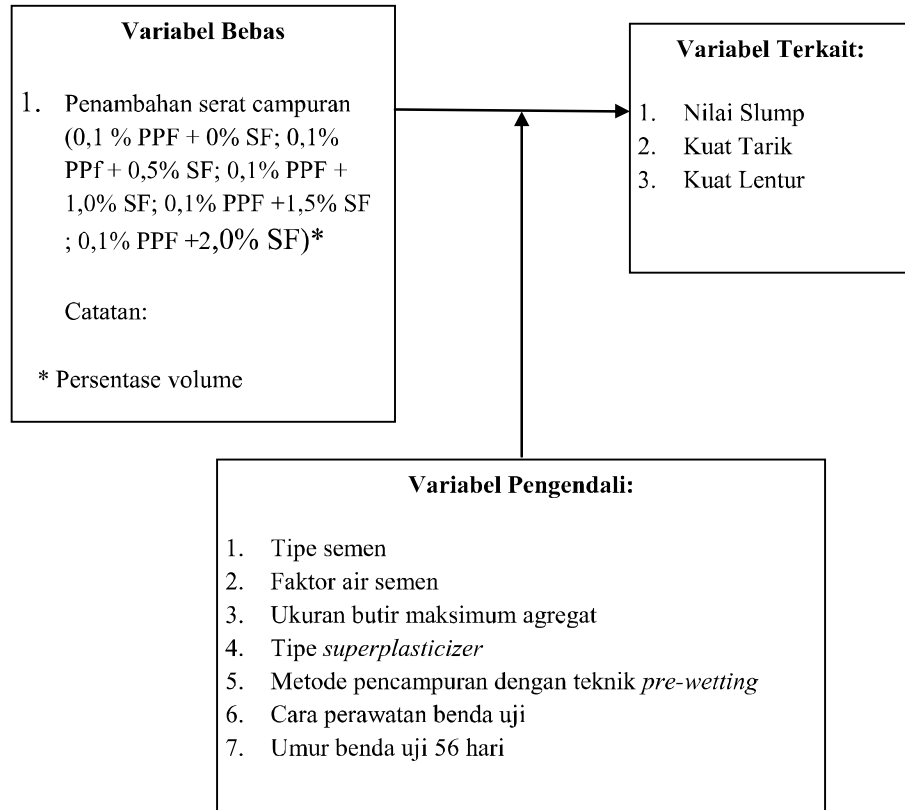 Variabel Bebas
1. Penambahan serat campuran
(0,1 % PPF + 0% SF; 0,1%
PPf + 0,5% SF; 0,1% PPF +
1,0% SF; 0,1% PPF +1,5% SF
; 0,1% PPF +2,0% SF)*
Catatan:
* Persentase volume
Variabel Terkait:
1. Nilai Slump
2. Kuat Tarik
3. Kuat Lentur
Variabel Pengendali:
1. Tipe semen
2. Faktor air semen
3. Ukuran butir maksimum agregat
4. Tipe superplasticizer
5. Metode pencampuran dengan teknik pre-wetting
6. Cara perawatan benda uji
7. Umur benda uji 56 hari